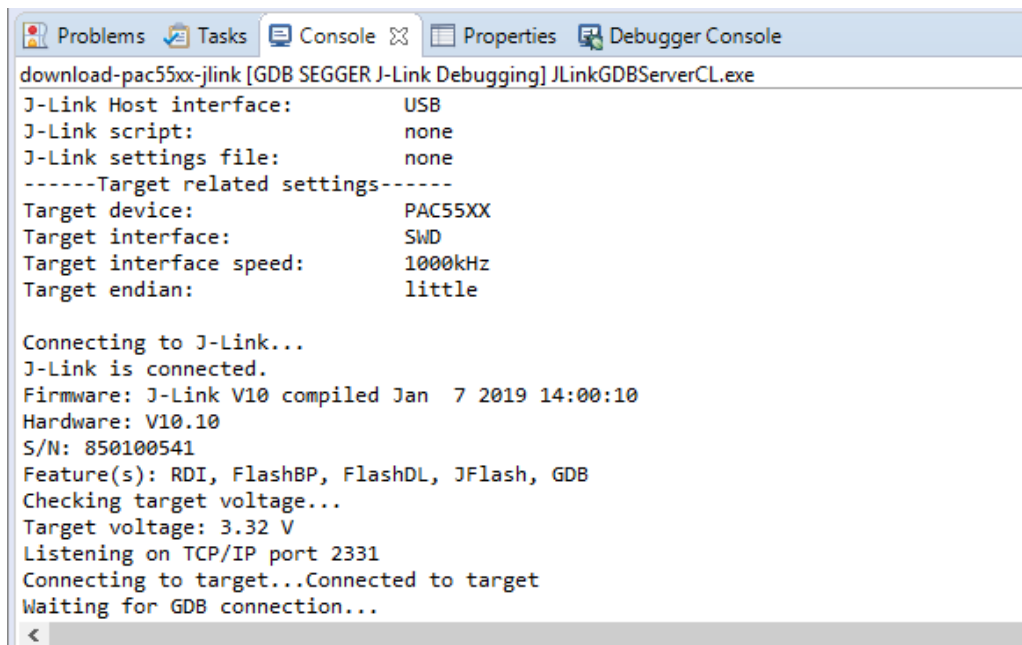 Problems Tasks Console Properties Debugger Console
download-pac55xx-jlink [GDB SEGGER J-Link Debugging] JLinkGDBServerCL.exe
J-Link Host interface: USB
J-Link script: none
J-Link settings file: none
------Target related settings------
Target device: PAC55XX
Target interface: SWD
Target interface speed: 1000kHz
Target endian: little
Connecting to J-Link...
J-Link is connected.
Firmware: J-Link V10 compiled Jan  7 2019 14:00:10
Hardware: V10.10
S/N: 850100541
Feature(s): RDI, FlashBP, FlashDL, JFlash, GDB
Checking target voltage...
Target voltage: 3.32 V
Listening on TCP/IP port 2331
Connecting to target...Connected to target
Waiting for GDB connection...